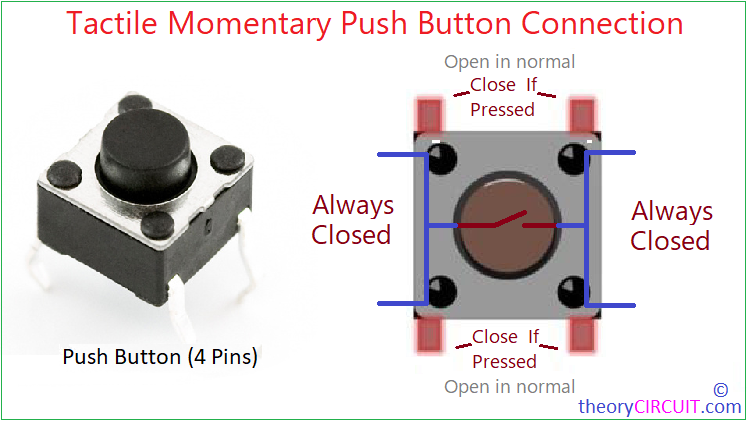 Tactile Momentary Push Button Connection
Open in normal
Close If
Pressed
Always
Closed
Always
Closed
Close If
Pressed
Push Button (4 Pins)
Open in normal
©
theoryCIRCUIT.com